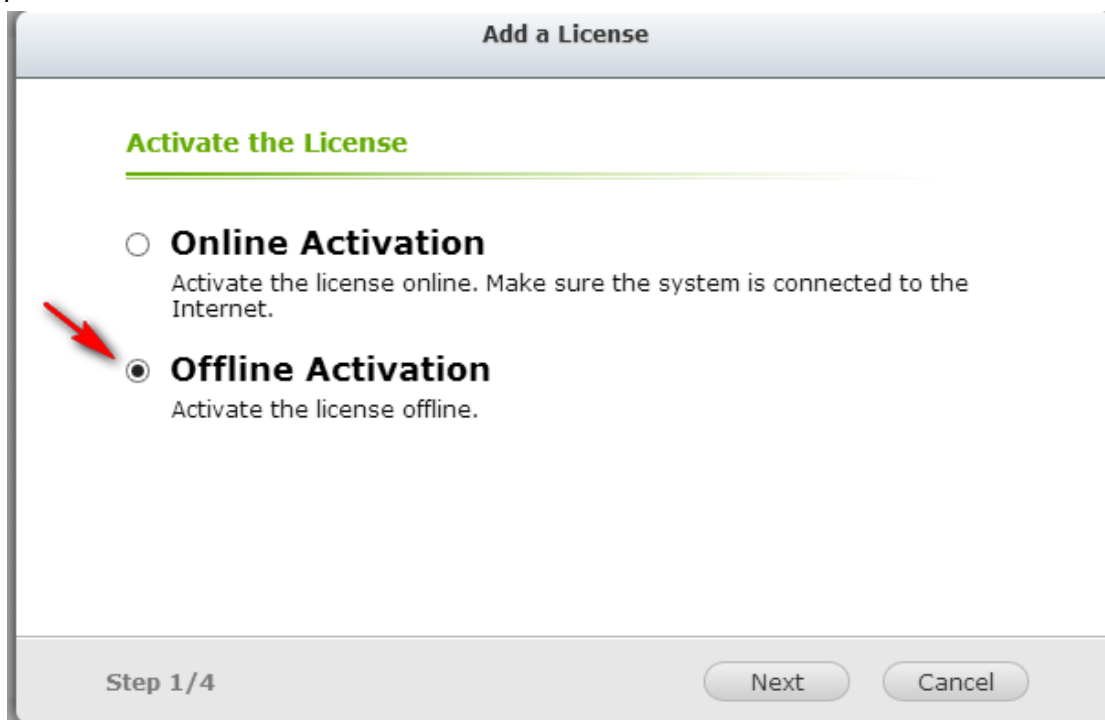 Add a License
Activate the License
Online Activation
Activate the license online. Make sure the system is connected to the
Internet.
Offline Activation
Activate the license offline.
Step 1/4
Next
Cancel